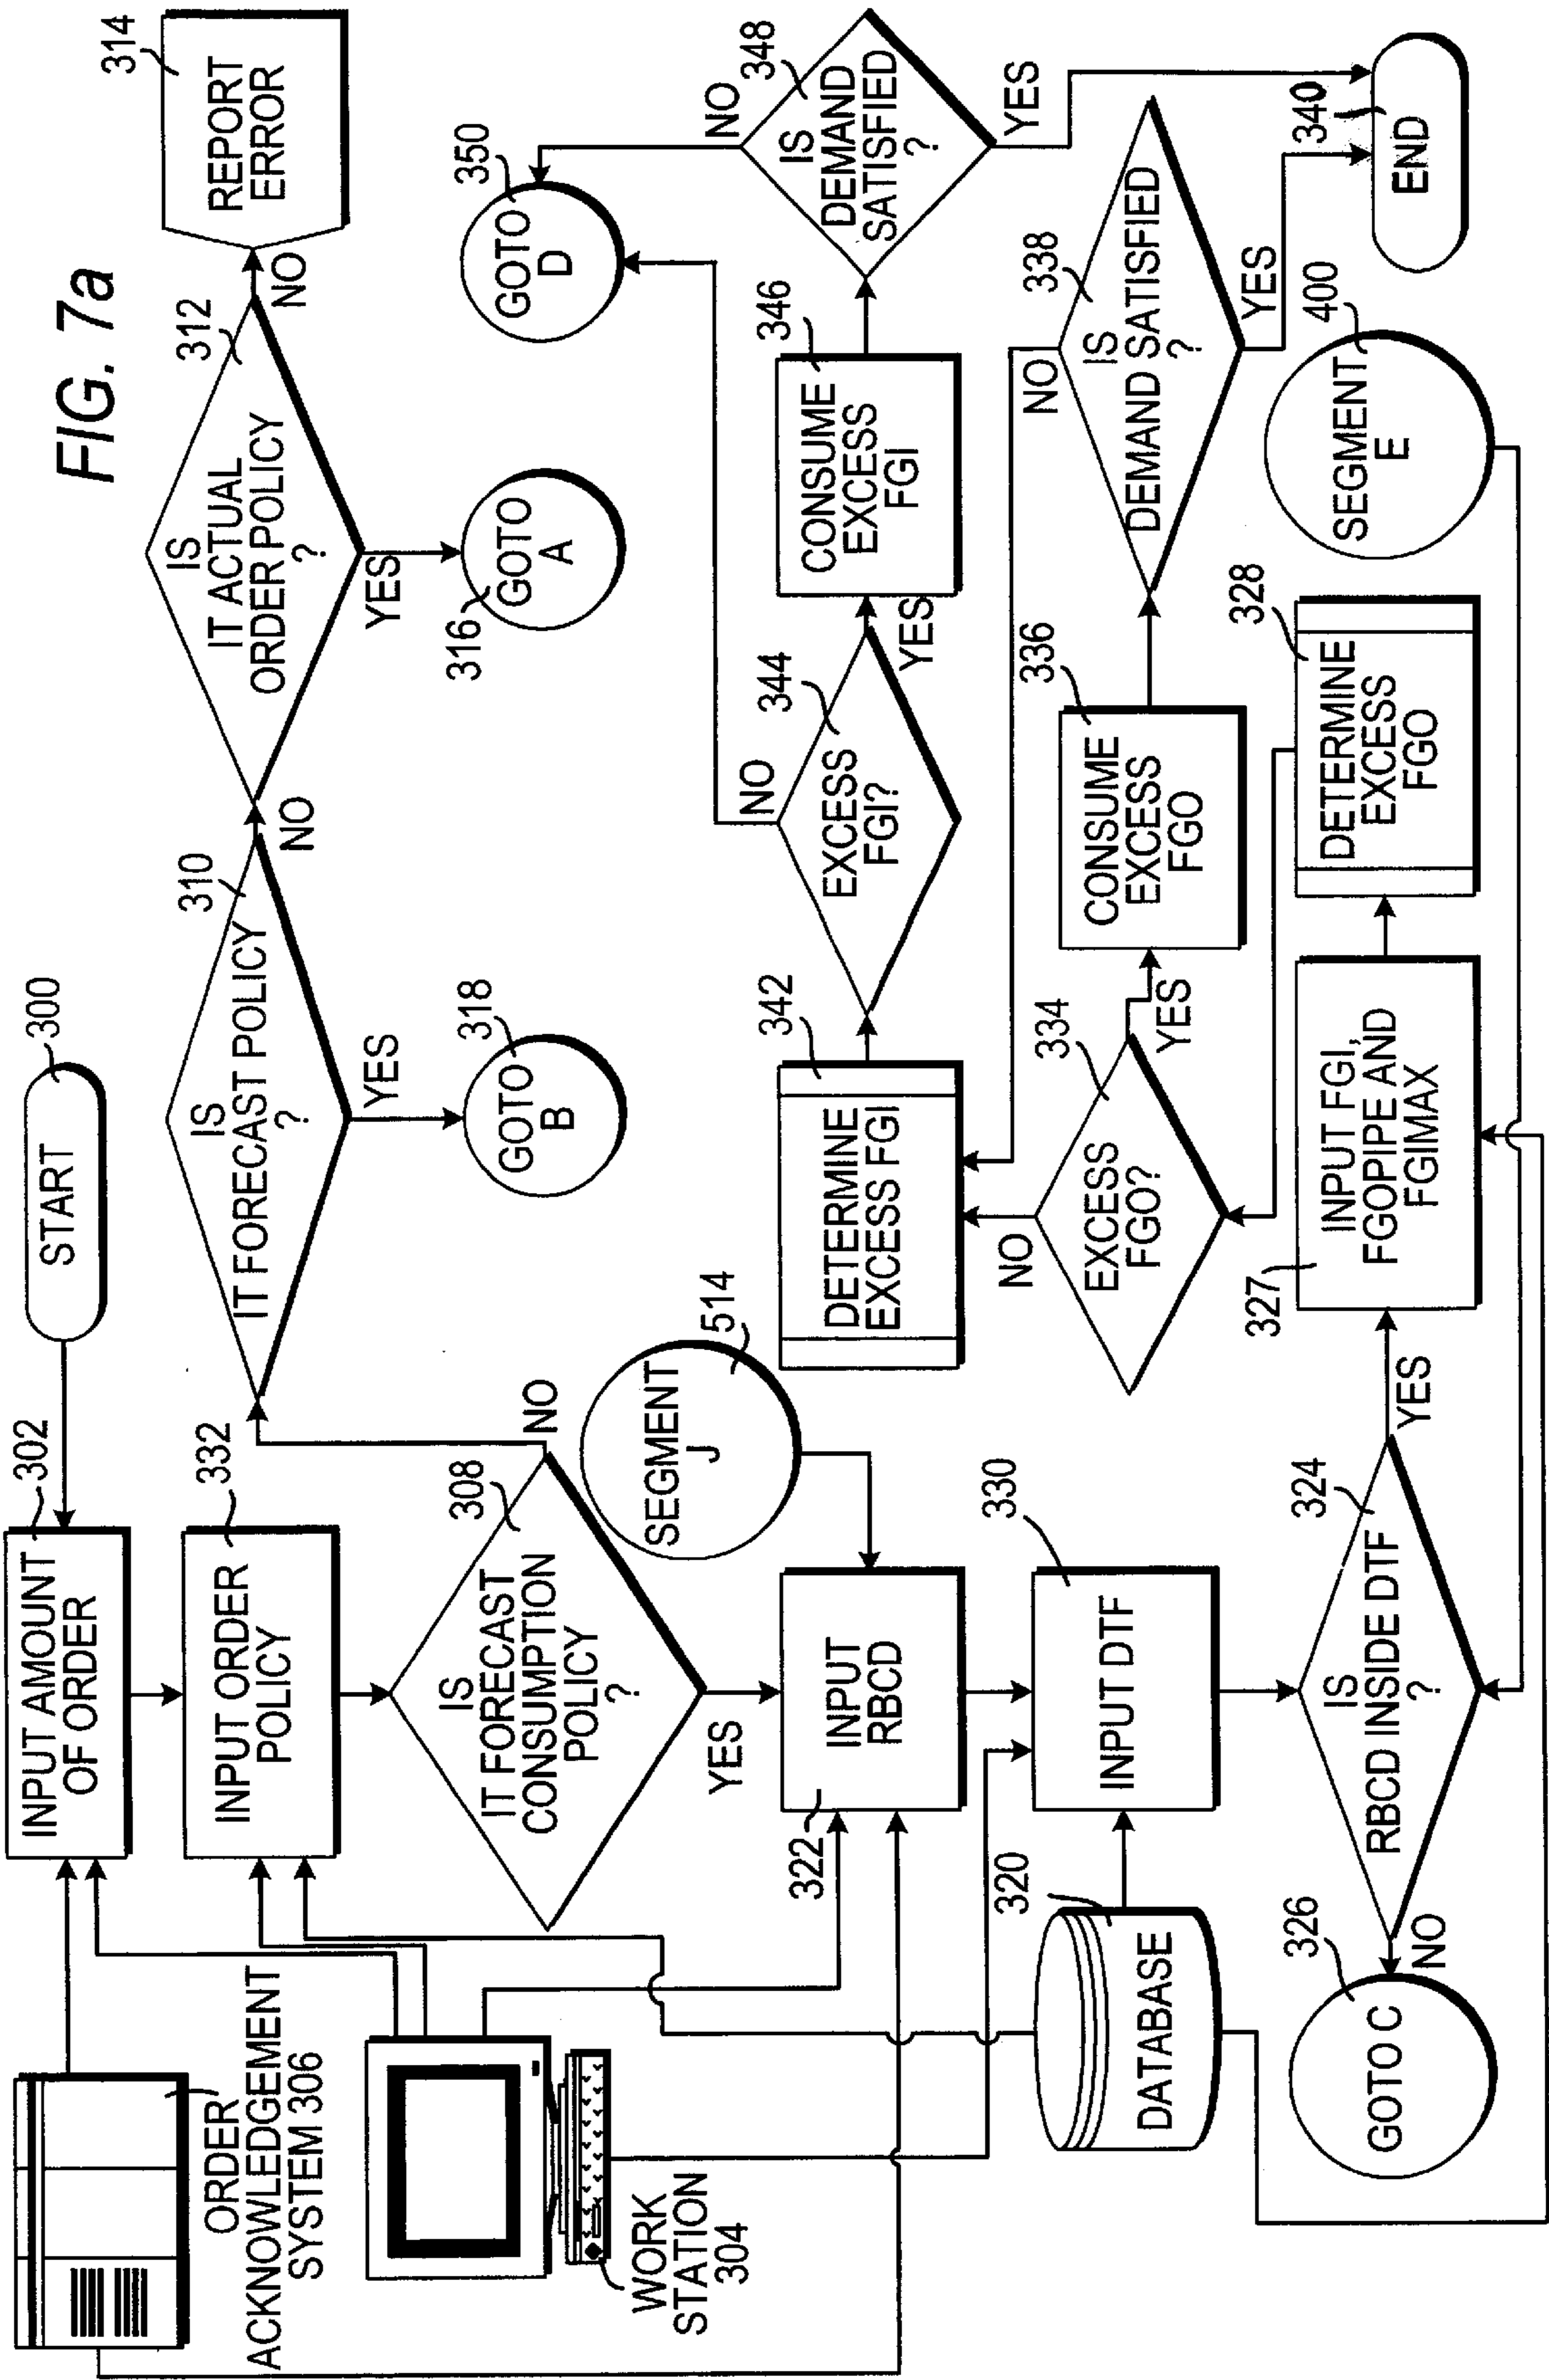 FIG. 7a
START
300
INPUT AMOUNT
OF ORDER
302
INPUT ORDER
POLICY
332
ORDER
ACKNOWLEDGEMENT
SYSTEM 306
WORK
STATION
304
IS
IT FORECAST
CONSUMPTION
POLICY
?
308
NO
YES
IS
IT FORECAST POLICY
?
310
NO
YES
GOTO
B
318
IS
IT ACTUAL
ORDER POLICY
?
312
NO
YES
GOTO
A
316
REPORT
ERROR
314
SEGMENT
J
514
INPUT
RBCD
322
INPUT DTF
330
DATABASE
320
IS
RBCD INSIDE DTF
?
324
NO
YES
GOTO C
326
INPUT FGI,
FGOPIPE AND
FGIMAX
327
DETERMINE
EXCESS
FGO
328
SEGMENT
E
400
EXCESS
FGO?
334
NO
YES
CONSUME
EXCESS
FGO
336
IS
DEMAND SATISFIED
?
338
NO
YES
END
340
DETERMINE
EXCESS FGI
342
EXCESS
FGI?
344
NO
YES
CONSUME
EXCESS
FGI
346
IS
DEMAND
SATISFIED
?
348
NO
YES
GOTO
D
350